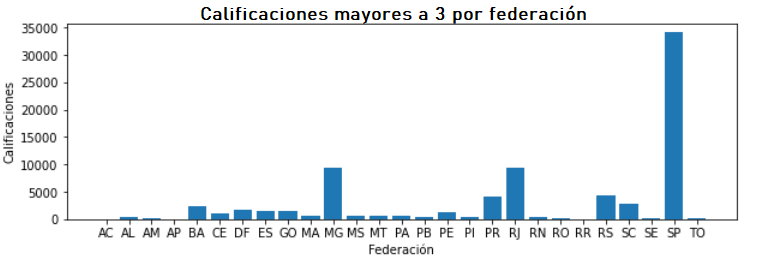 Calificaciones mayores a 3 por federación
35000
30000
25000
20000
15000
10000
5000
0
Calificaciones
AC AL AM AP BA CE DF ES GO MA MG MS MT PA PB PE PI PR RJ RN RO RR RS SC SE SP TO
Federación